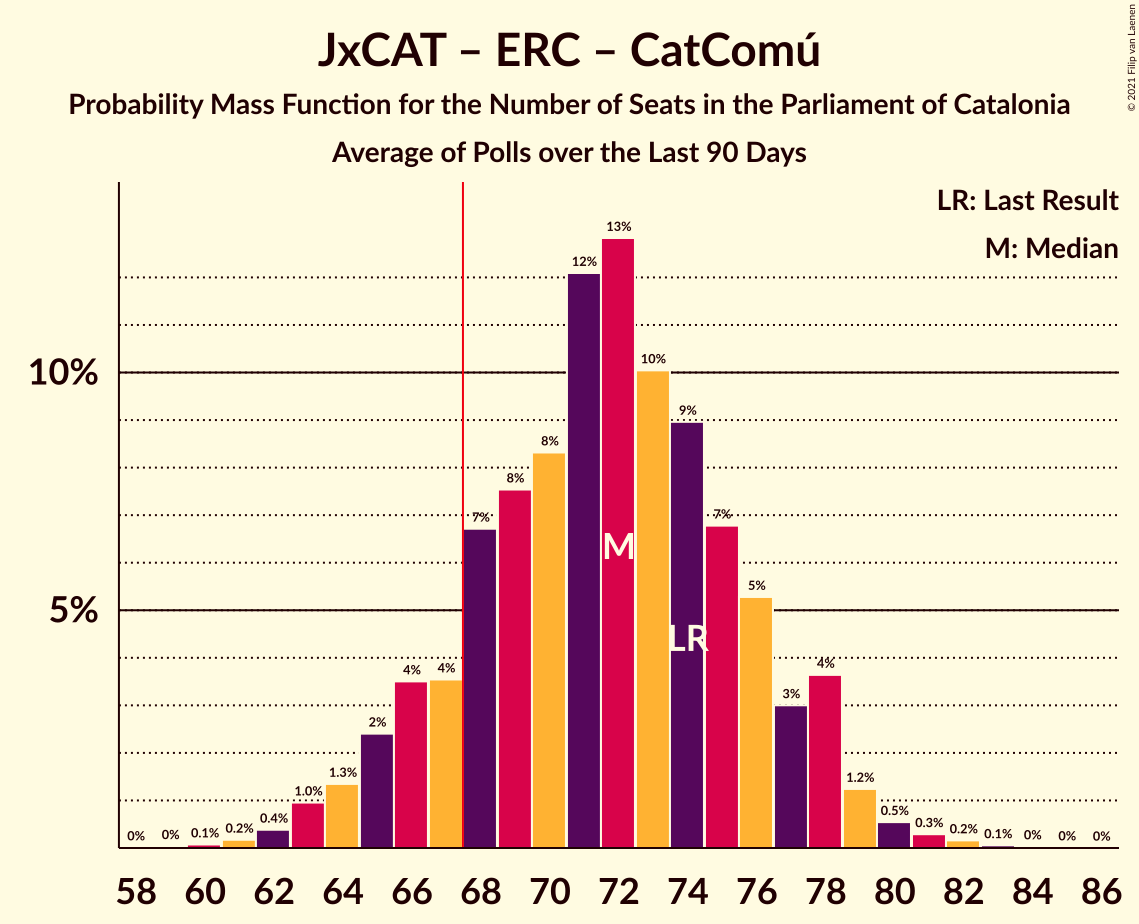 JxCAT – ERC – CatComú
Probability Mass Function for the Number of Seats in the Parliament of Catalonia
Average of Polls over the Last 90 Days
© 2021 Filip van Laenen
LR: Last Result
M: Median
10%
5%
0% 0% 0.1% 0.2% 0.4% 1.0% 1.3% 2% 4% 4% 7% 8% 8% 12% 13% 10% 9% 7% 5% 3% 4% 1.2% 0.5% 0.3% 0.2% 0.1% 0% 0% 0%
M
LR
58 60 62 64 66 68 70 72 74 76 78 80 82 84 86